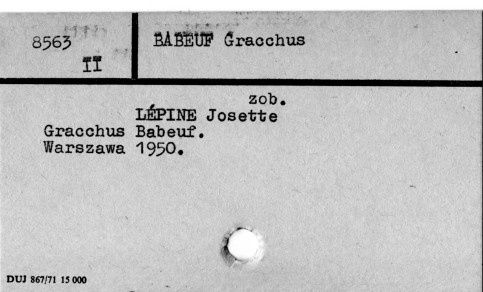 8563
II
BABEUF Gracchus
zob.
LÉPINE Josette
Gracchus Babeuf.
Warszawa 1950.
DUJ 867/71 15 000